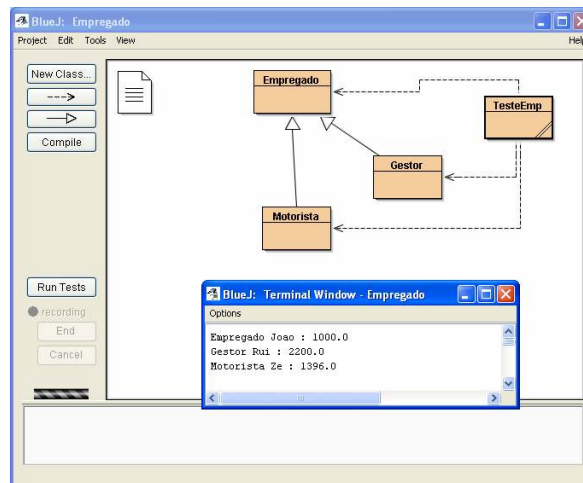 BlueJ: Empregado
Project Edit Tools View Help
New Class...
Compile
Empregado
TesteEmp
Gestor
Motorista
Run Tests
recording
End
Cancel
BlueJ: Terminal Window - Empregado
Options
Empregado Joao : 1000.0
Gestor Rui : 2200.0
Motorista Ze : 1396.0